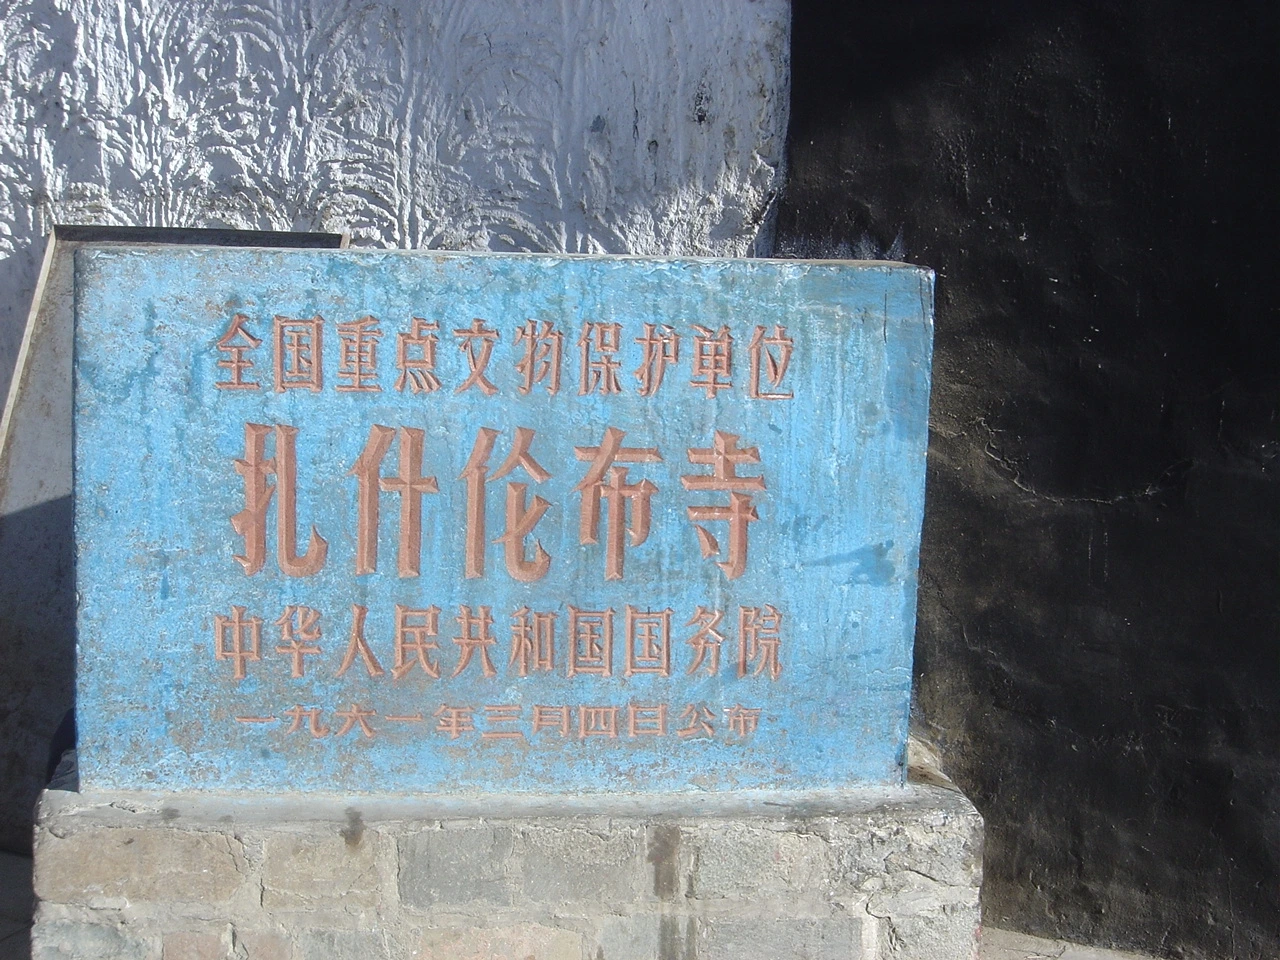 全国重点文物保护单位
扎什伦布寺
中华人民共和国国务院
一九六一年三月四日公布